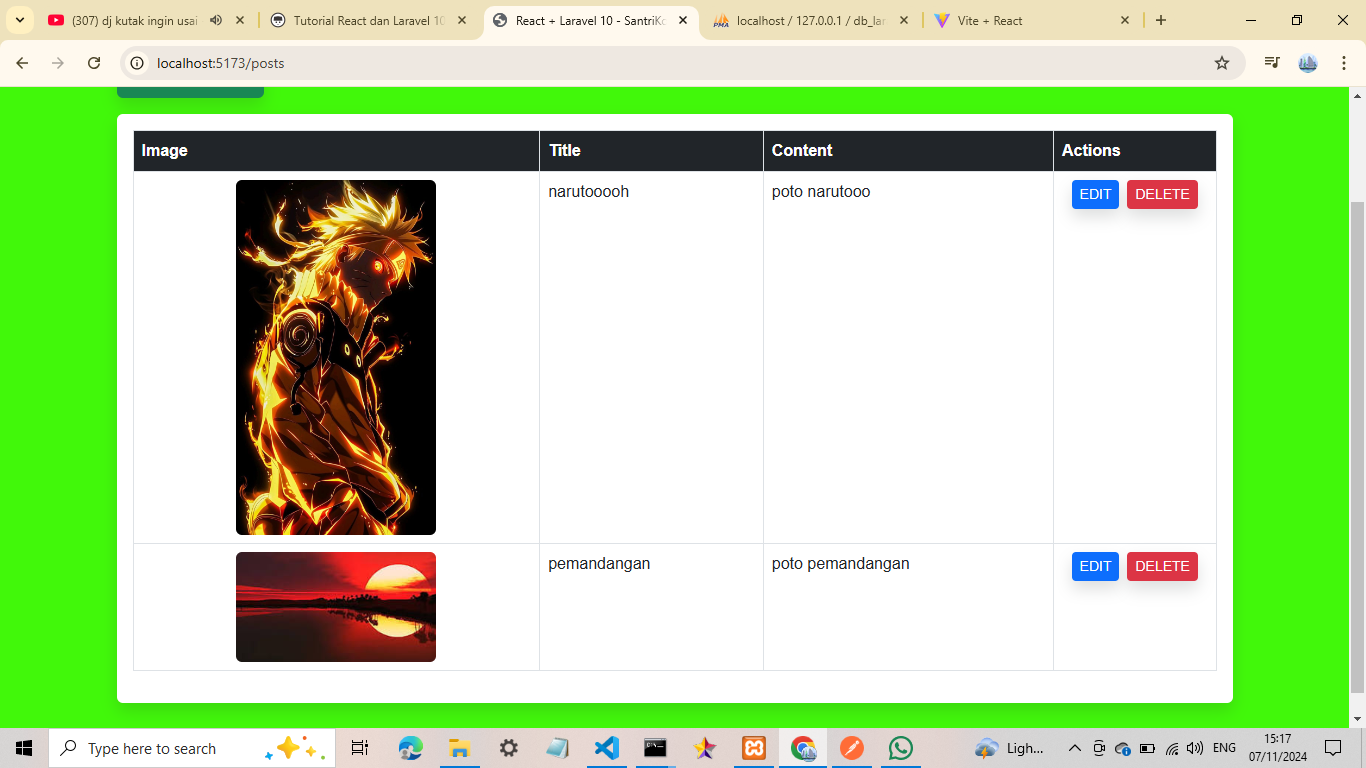 (307) dj kutak ingin usai
Tutorial React dan Laravel 10
React + Laravel 10 - SantriKo
localhost / 127.0.0.1 / db_lar
Vite + React
localhost:5173/posts
Image Title Content Actions
narutooooh poto narutooo EDIT DELETE
pemandangan poto pemandangan EDIT DELETE
Type here to search
Ligh...
ENG
15:17
07/11/2024